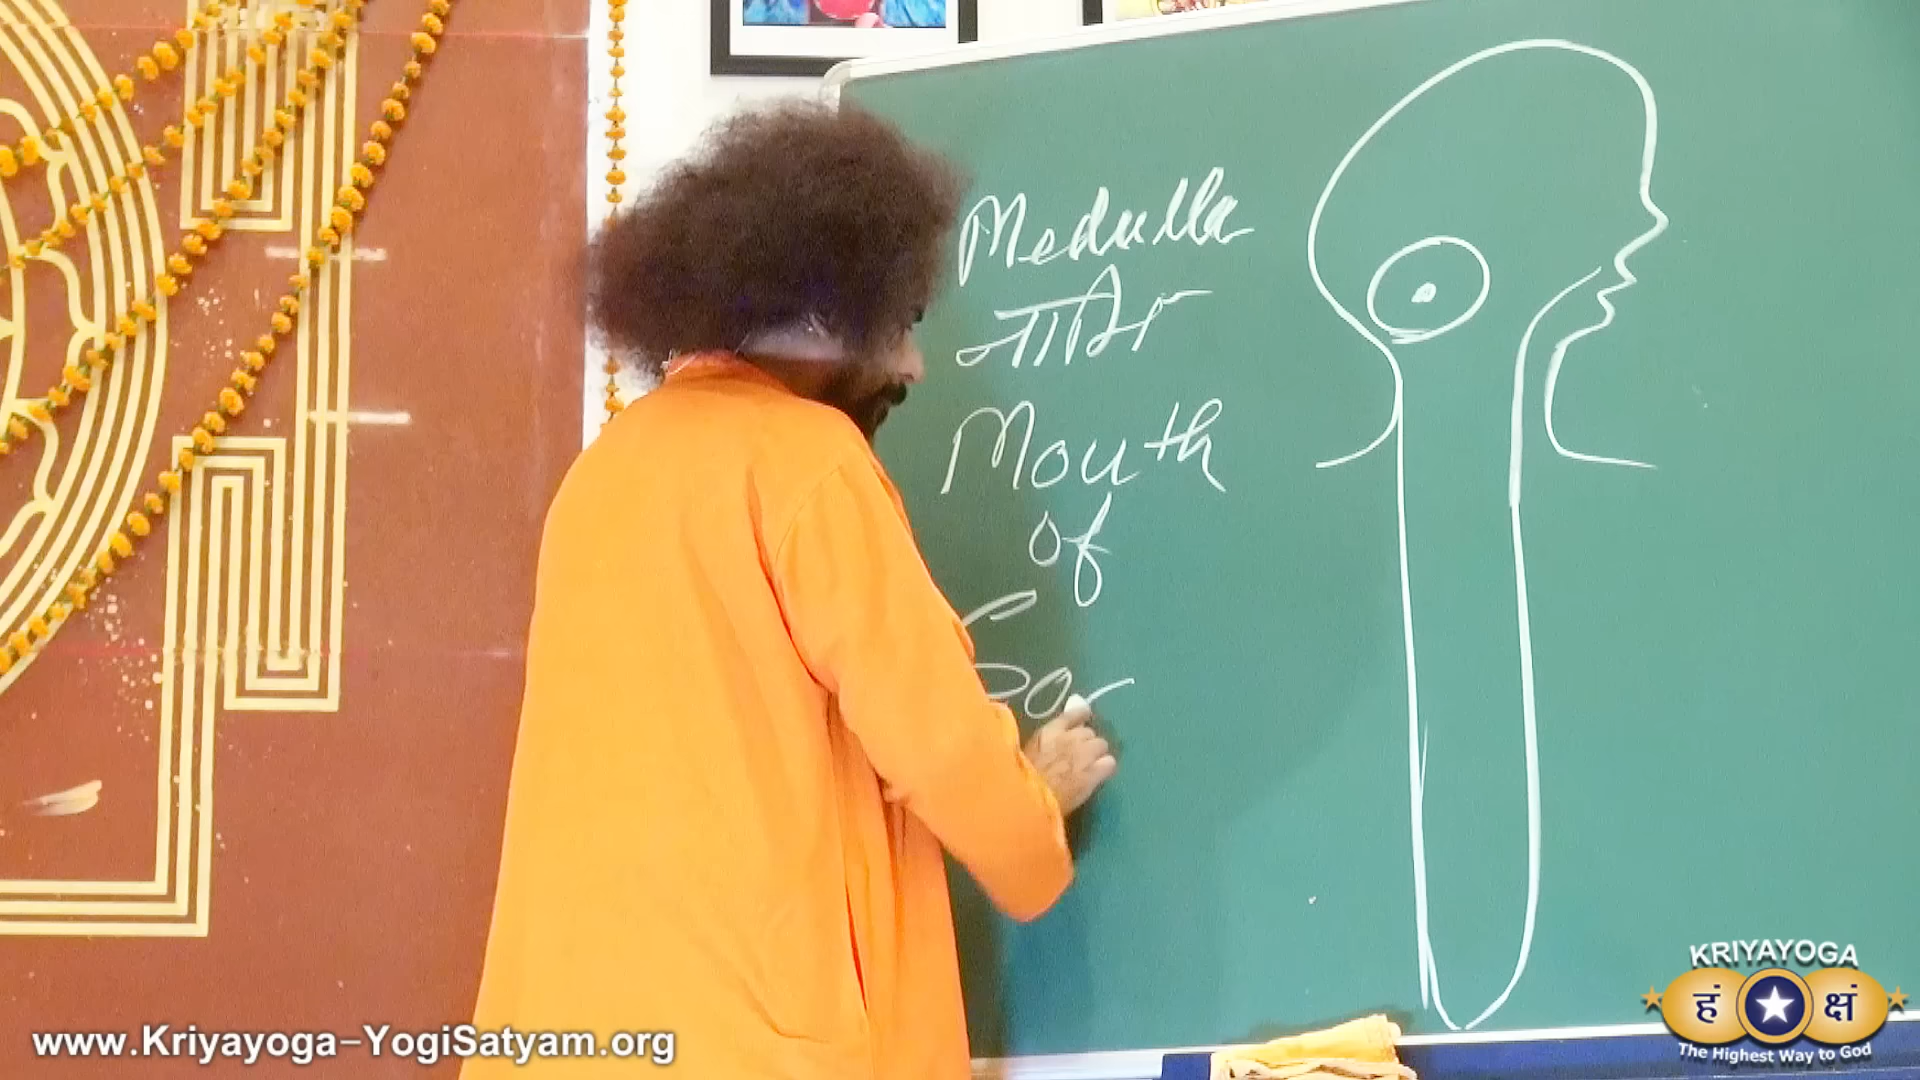 Medulla
नाभि
Mouth
of
KRIYAYOGA
हं क्षं
The Highest Way to God
www.Kriyayoga-YogiSatyam.org